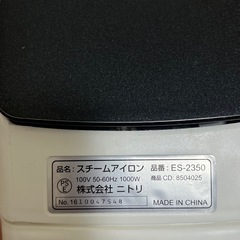 品名：スチームアイロン 品番：ES-2350
100V 50-60Hz 1000W 商品CD：8504025
PSE 株式会社 ニトリ
No.1610047548 MADE IN CHINA